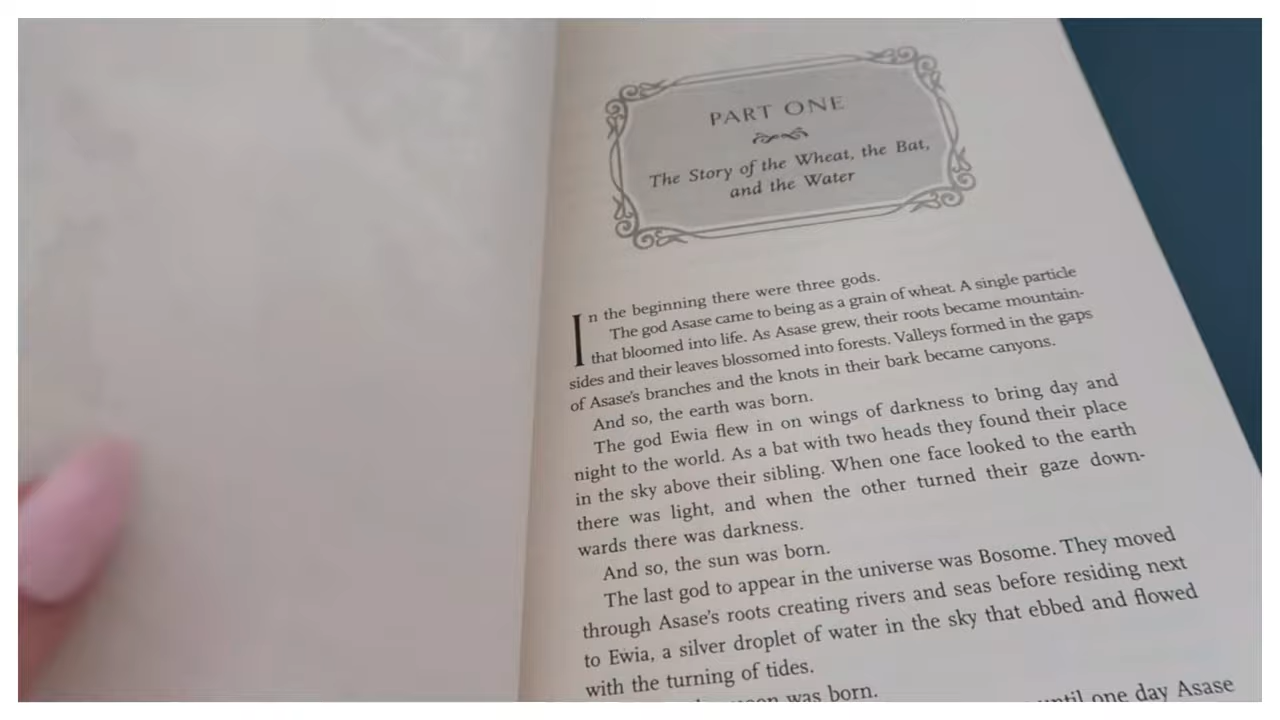 PART ONE
The Story of the Wheat, the Bat,
and the Water
In the beginning there were three gods.
The god Asase came to being as a grain of wheat. A single particle
that bloomed into life. As Asase grew, their roots became mountain-
sides and their leaves blossomed into forests. Valleys formed in the gaps
of Asase's branches and the knots in their bark became canyons.
And so, the earth was born.
The god Ewia flew in on wings of darkness to bring day and
night to the world. As a bat with two heads they found their place
in the sky above their sibling. When one face looked to the earth
there was light, and when the other turned their gaze down-
wards there was darkness.
And so, the sun was born.
The last god to appear in the universe was Bosome. They moved
through Asase's roots creating rivers and seas before residing next
to Ewia, a silver droplet of water in the sky that ebbed and flowed
with the turning of tides.
was born.
until one day Asase